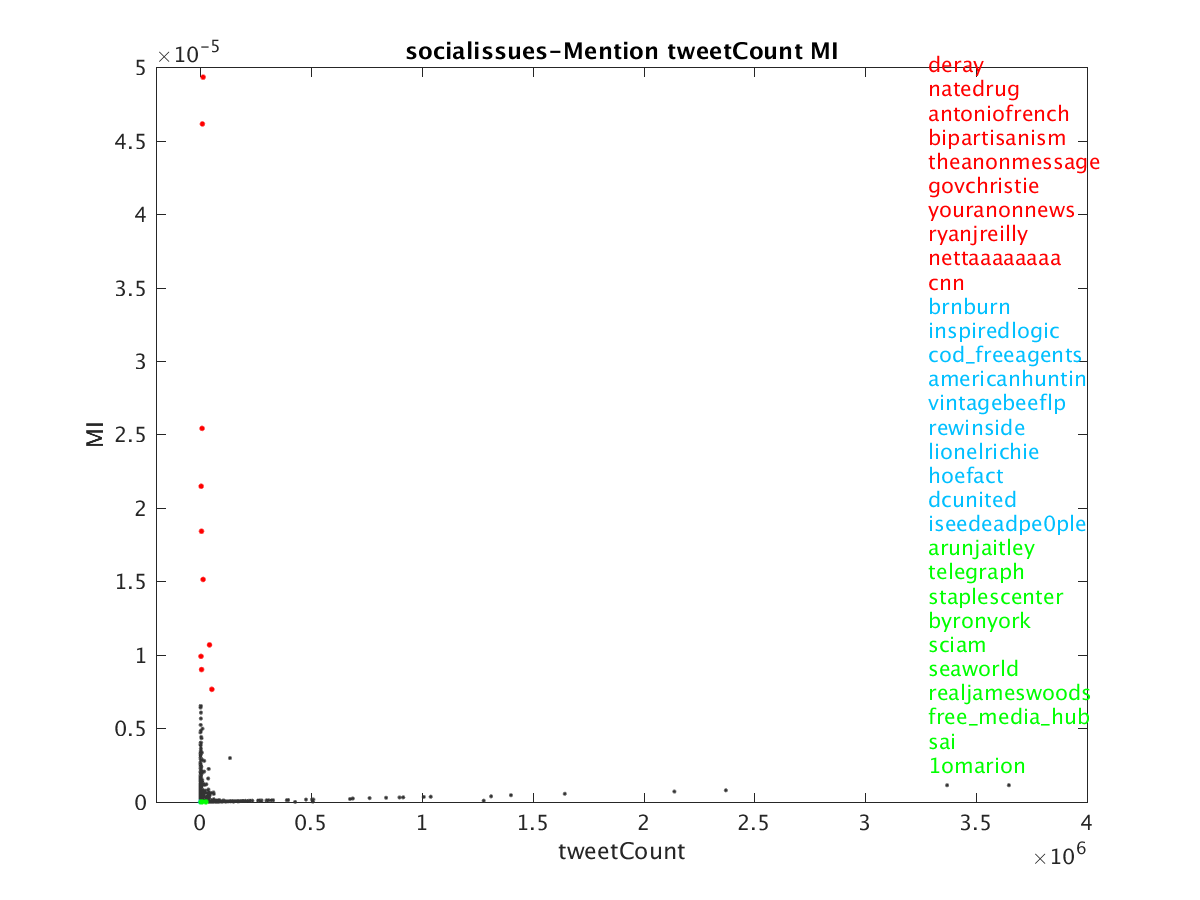 ×10-5
socialissues-Mention tweetCount MI
5
4.5
4
3.5
3
2.5
2
1.5
1
0.5
0
MI
deray
natedrug
antoniofrench
bipartisanism
theanonmessage
govchristie
youranonnews
ryanjreilly
nettaaaaaaaa
cnn
brnburn
inspiredlogic
cod_freeagents
americanhuntin
vintagebeeflp
rewinside
lionelrichie
hoefact
dcunited
iseedeadpe0ple
arunjaitley
telegraph
staplescenter
byronyork
sciam
seaworld
realjameswoods
free_media_hub
sai
1omarion
0 0.5 1 1.5 2 2.5 3 3.5 4
tweetCount
×106